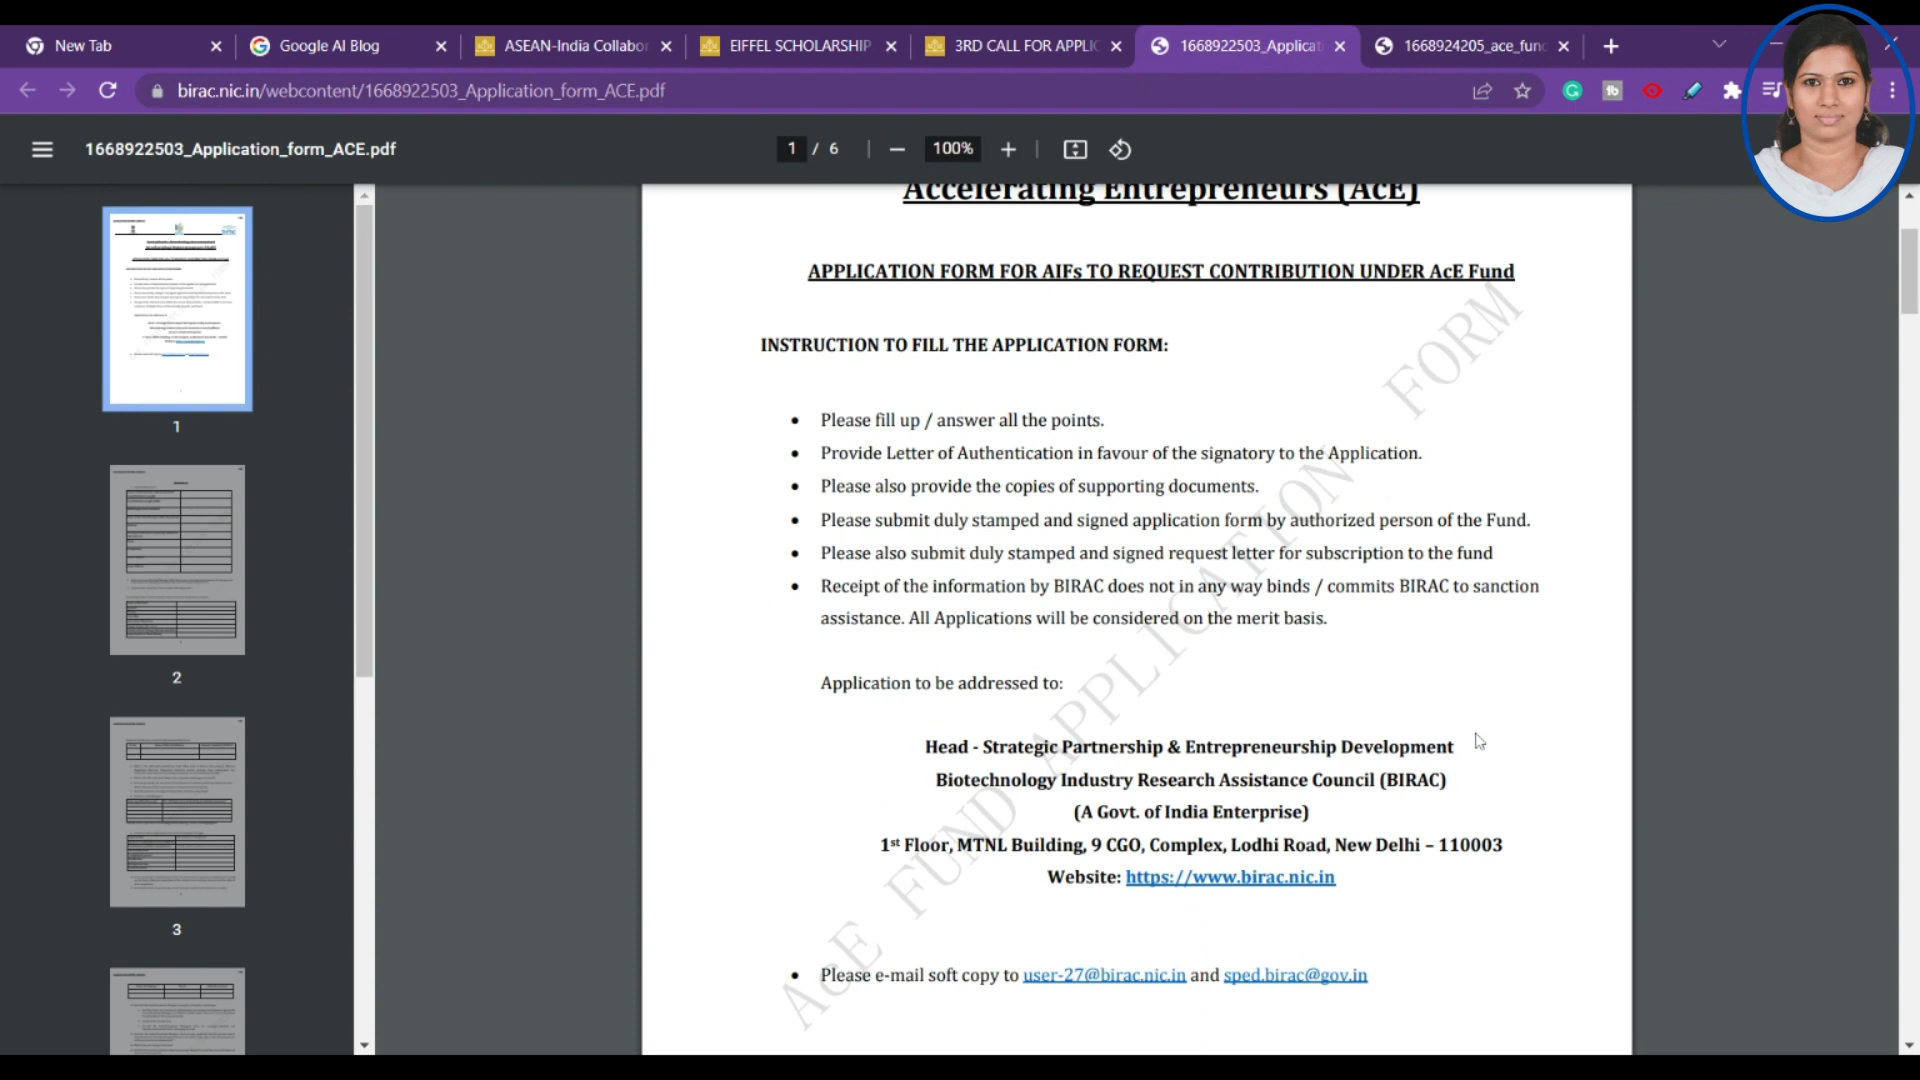 New Tab
Google AI Blog
ASEAN-India Collabor
EIFFEL SCHOLARSHIP
3RD CALL FOR APPLIC
1668922503_Applicat
1668924205_ace_fun
birac.nic.in/webcontent/1668922503_Application_form_ACE.pdf
1668922503_Application_form_ACE.pdf
1 / 6
100%
Accelerating Entrepreneurs (AcE)
APPLICATION FORM FOR AIFs TO REQUEST CONTRIBUTION UNDER AcE Fund
INSTRUCTION TO FILL THE APPLICATION FORM:
• Please fill up / answer all the points.
• Provide Letter of Authentication in favour of the signatory to the Application.
• Please also provide the copies of supporting documents.
• Please submit duly stamped and signed application form by authorized person of the Fund.
• Please also submit duly stamped and signed request letter for subscription to the fund
• Receipt of the information by BIRAC does not in any way binds / commits BIRAC to sanction
assistance. All Applications will be considered on the merit basis.
Application to be addressed to:
Head - Strategic Partnership & Entrepreneurship Development
Biotechnology Industry Research Assistance Council (BIRAC)
(A Govt. of India Enterprise)
1st Floor, MTNL Building, 9 CGO, Complex, Lodhi Road, New Delhi – 110003
Website: https://www.birac.nic.in
• Please e-mail soft copy to user-27@birac.nic.in and sped.birac@gov.in
AcE FUND APPLICATION FORM
1
2
3